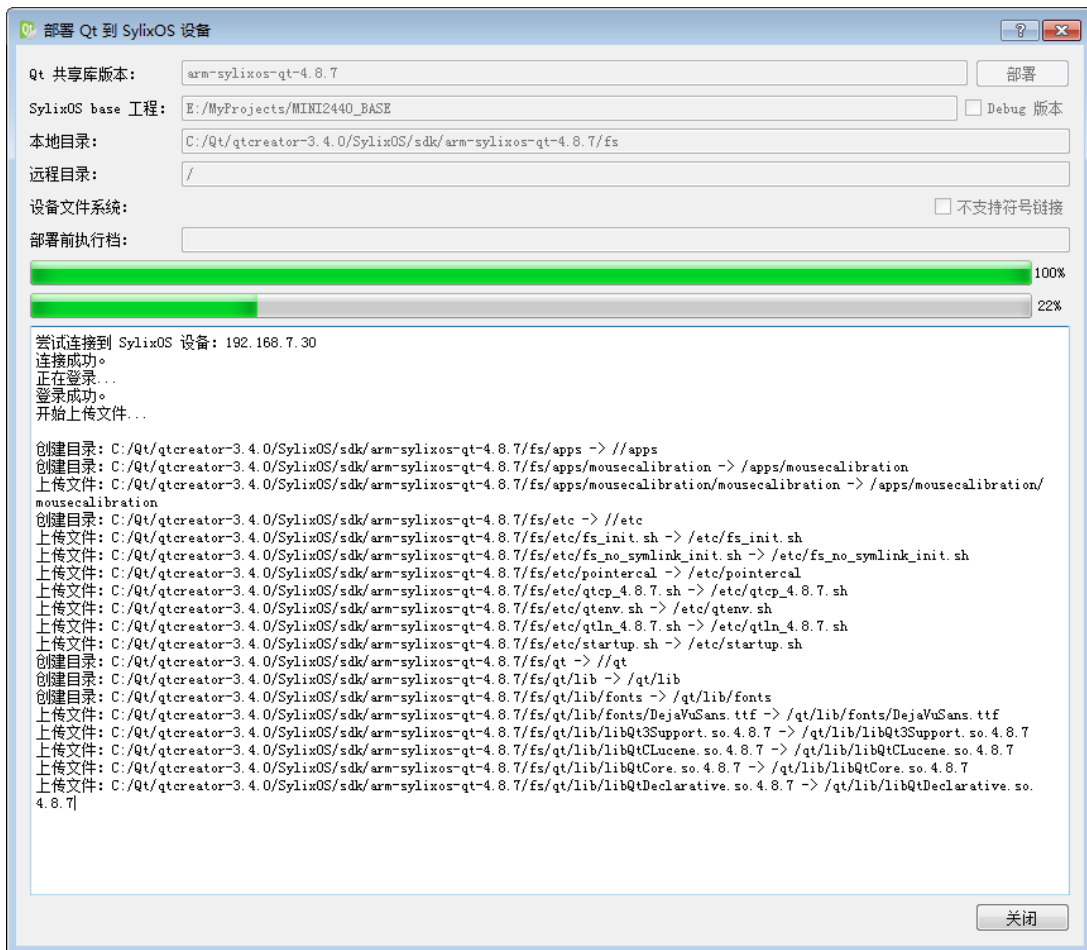 部署 Qt 到 SylixOS 设备
Qt 共享库版本:
arm-sylixos-qt-4.8.7
部署
SylixOS base 工程:
E:/MyProjects/MINI2440_BASE
Debug 版本
本地目录:
C:/Qt/qtcreator-3.4.0/SylixOS/sdk/arm-sylixos-qt-4.8.7/fs
远程目录:
/
设备文件系统:
不支持符号链接
部署前执行档:
100%
22%
尝试连接到 SylixOS 设备: 192.168.7.30
连接成功。
正在登录...
登录成功。
开始上传文件...
创建目录: C:/Qt/qtcreator-3.4.0/SylixOS/sdk/arm-sylixos-qt-4.8.7/fs/apps -> //apps
创建目录: C:/Qt/qtcreator-3.4.0/SylixOS/sdk/arm-sylixos-qt-4.8.7/fs/apps/mousecalibration -> /apps/mousecalibration
上传文件: C:/Qt/qtcreator-3.4.0/SylixOS/sdk/arm-sylixos-qt-4.8.7/fs/apps/mousecalibration/mousecalibration -> /apps/mousecalibration/
mousecalibration
创建目录: C:/Qt/qtcreator-3.4.0/SylixOS/sdk/arm-sylixos-qt-4.8.7/fs/etc -> //etc
上传文件: C:/Qt/qtcreator-3.4.0/SylixOS/sdk/arm-sylixos-qt-4.8.7/fs/etc/fs_init.sh -> /etc/fs_init.sh
上传文件: C:/Qt/qtcreator-3.4.0/SylixOS/sdk/arm-sylixos-qt-4.8.7/fs/etc/fs_no_symlink_init.sh -> /etc/fs_no_symlink_init.sh
上传文件: C:/Qt/qtcreator-3.4.0/SylixOS/sdk/arm-sylixos-qt-4.8.7/fs/etc/pointercal -> /etc/pointercal
上传文件: C:/Qt/qtcreator-3.4.0/SylixOS/sdk/arm-sylixos-qt-4.8.7/fs/etc/qtcp_4.8.7.sh -> /etc/qtcp_4.8.7.sh
上传文件: C:/Qt/qtcreator-3.4.0/SylixOS/sdk/arm-sylixos-qt-4.8.7/fs/etc/qtenv.sh -> /etc/qtenv.sh
上传文件: C:/Qt/qtcreator-3.4.0/SylixOS/sdk/arm-sylixos-qt-4.8.7/fs/etc/qtln_4.8.7.sh -> /etc/qtln_4.8.7.sh
上传文件: C:/Qt/qtcreator-3.4.0/SylixOS/sdk/arm-sylixos-qt-4.8.7/fs/etc/startup.sh -> /etc/startup.sh
创建目录: C:/Qt/qtcreator-3.4.0/SylixOS/sdk/arm-sylixos-qt-4.8.7/fs/qt -> //qt
创建目录: C:/Qt/qtcreator-3.4.0/SylixOS/sdk/arm-sylixos-qt-4.8.7/fs/qt/lib -> /qt/lib
创建目录: C:/Qt/qtcreator-3.4.0/SylixOS/sdk/arm-sylixos-qt-4.8.7/fs/qt/lib/fonts -> /qt/lib/fonts
上传文件: C:/Qt/qtcreator-3.4.0/SylixOS/sdk/arm-sylixos-qt-4.8.7/fs/qt/lib/fonts/DejaVuSans.ttf -> /qt/lib/fonts/DejaVuSans.ttf
上传文件: C:/Qt/qtcreator-3.4.0/SylixOS/sdk/arm-sylixos-qt-4.8.7/fs/qt/lib/libQt3Support.so.4.8.7 -> /qt/lib/libQt3Support.so.4.8.7
上传文件: C:/Qt/qtcreator-3.4.0/SylixOS/sdk/arm-sylixos-qt-4.8.7/fs/qt/lib/libQtCLucene.so.4.8.7 -> /qt/lib/libQtCLucene.so.4.8.7
上传文件: C:/Qt/qtcreator-3.4.0/SylixOS/sdk/arm-sylixos-qt-4.8.7/fs/qt/lib/libQtCore.so.4.8.7 -> /qt/lib/libQtCore.so.4.8.7
上传文件: C:/Qt/qtcreator-3.4.0/SylixOS/sdk/arm-sylixos-qt-4.8.7/fs/qt/lib/libQtDeclarative.so.4.8.7 -> /qt/lib/libQtDeclarative.so.
4.8.7
关闭